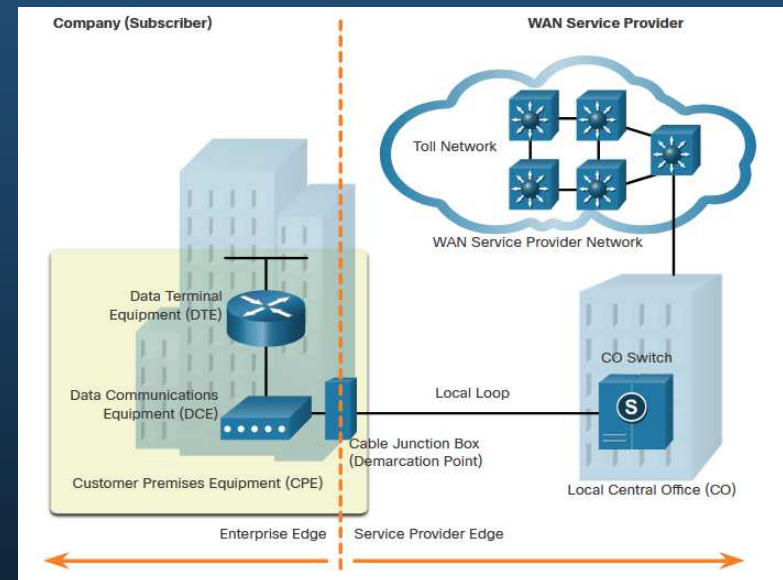 Company (Subscriber)
WAN Service Provider
Toll Network
WAN Service Provider Network
Data Terminal
Equipment (DTE)
CO Switch
Data Communications
Equipment (DCE)
Local Loop
S
Cable Junction Box
(Demarcation Point)
Customer Premises Equipment (CPE)
Local Central Office (CO)
Enterprise Edge
Service Provider Edge